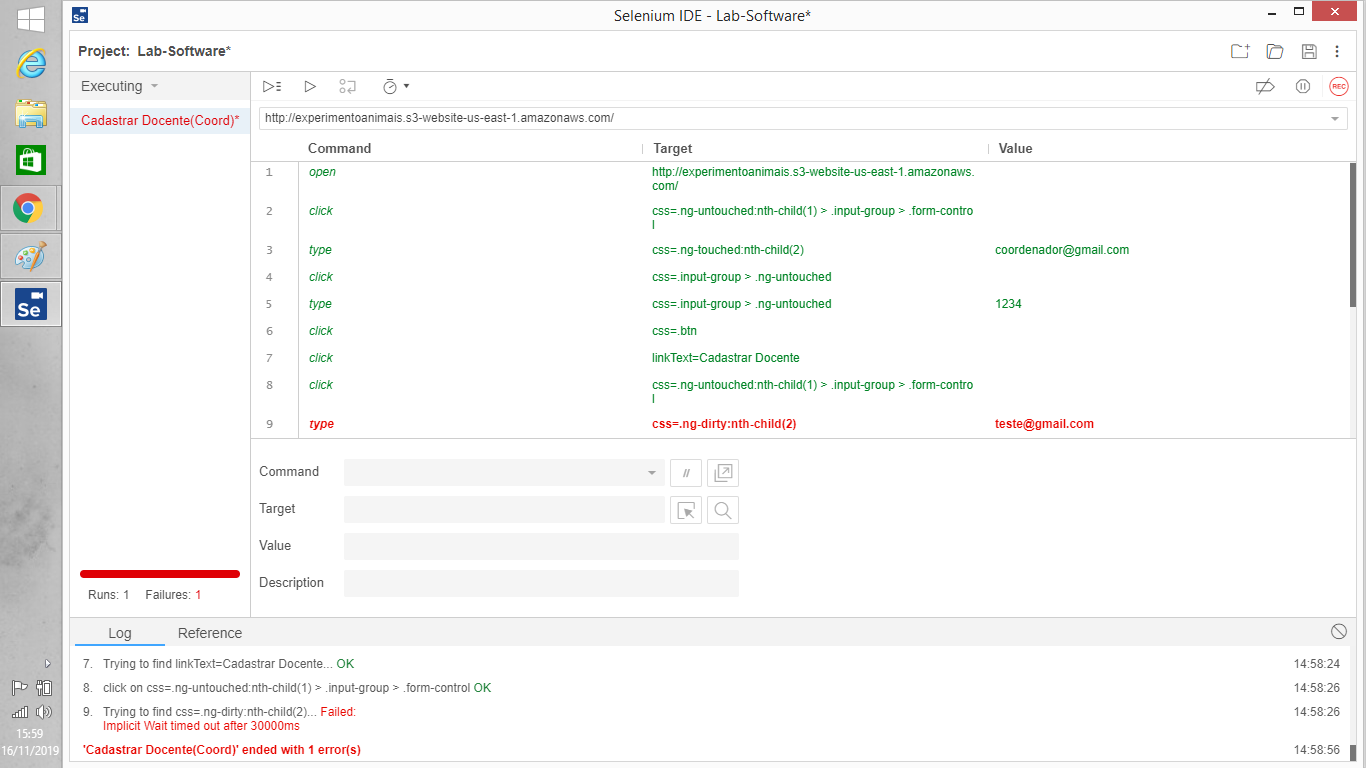 Se Selenium IDE - Lab-Software*
Project: Lab-Software*
Executing
REC
Cadastrar Docente(Coord)*
http://experimentoanimais.s3-website-us-east-1.amazonaws.com/
Command Target Value
1 open http://experimentoanimais.s3-website-us-east-1.amazonaws.
com/
2 click css=.ng-untouched:nth-child(1) > .input-group > .form-contro
l
3 type css=.ng-touched:nth-child(2) coordenador@gmail.com
4 click css=.input-group > .ng-untouched
5 type css=.input-group > .ng-untouched 1234
6 click css=.btn
7 click linkText=Cadastrar Docente
8 click css=.ng-untouched:nth-child(1) > .input-group > .form-contro
l
9 type css=.ng-dirty:nth-child(2) teste@gmail.com
Se
Command //
Target
Value
Description
Runs: 1 Failures: 1
Log Reference
7. Trying to find linkText=Cadastrar Docente... OK 14:58:24
8. click on css=.ng-untouched:nth-child(1) > .input-group > .form-control OK 14:58:26
9. Trying to find css=.ng-dirty:nth-child(2)... Failed: 14:58:26
Implicit Wait timed out after 30000ms
'Cadastrar Docente(Coord)' ended with 1 error(s) 14:58:56
15:59
16/11/2019